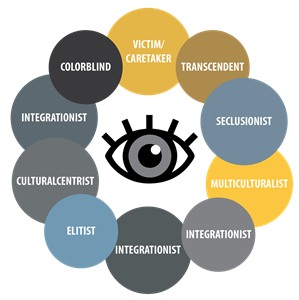 VICTIM/
CARETAKER
TRANSCENDENT
SECLUSIONIST
MULTICULTURALIST
INTEGRATIONIST
INTEGRATIONIST
ELITIST
CULTURALCENTRIST
INTEGRATIONIST
COLORBLIND